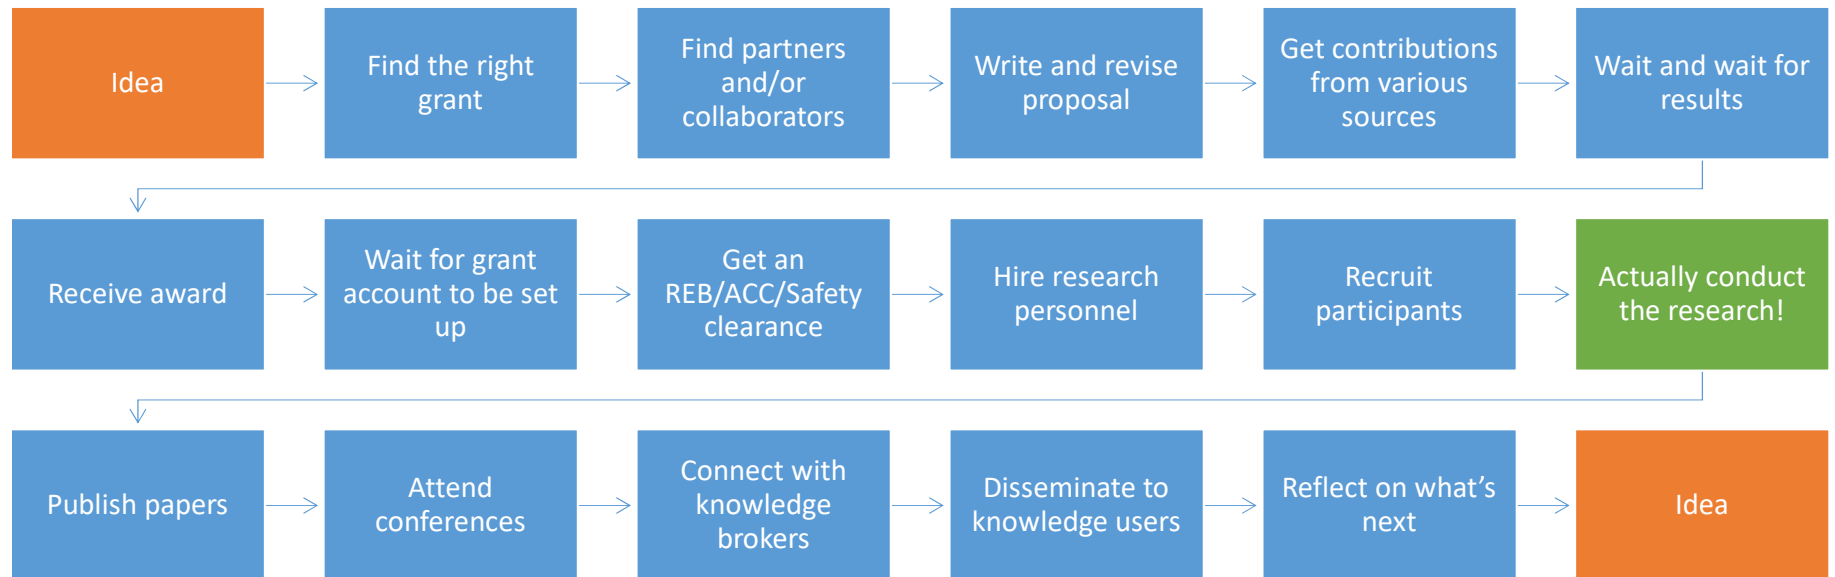 Idea
Find the right
grant
Find partners
and/or
collaborators
Write and revise
proposal
Get contributions
from various
sources
Wait and wait for
results
Receive award
Wait for grant
account to be set
up
Get an
REB/ACC/Safety
clearance
Hire research
personnel
Recruit
participants
Actually conduct
the research!
Publish papers
Attend
conferences
Connect with
knowledge
brokers
Disseminate to
knowledge users
Reflect on what’s
next
Idea